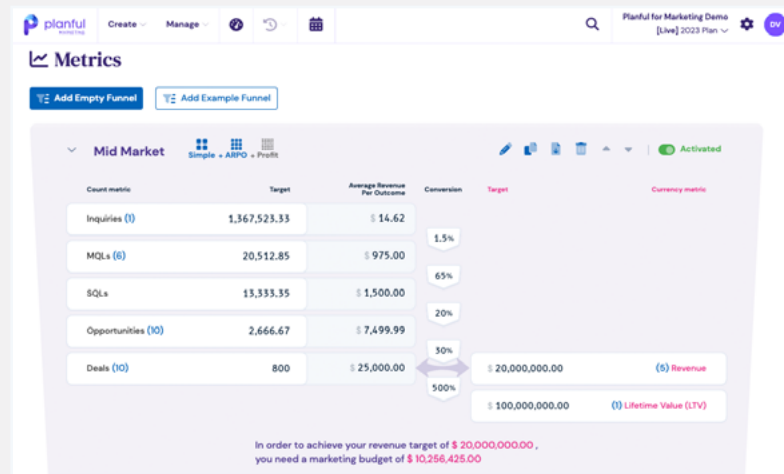 planful
MARKETING
Create
Manage
Planful for Marketing Demo
[Live] 2023 Plan
DV
Metrics
Add Empty Funnel
Add Example Funnel
Mid Market
Simple + ARPO + Profit
Activated
Count metric
Target
Average Revenue
Per Outcome
Conversion
Target
Currency metric
Inquiries (1) 1,367,523.33 $ 14.62
1.5%
MQLs (6) 20,512.85 $ 975.00
65%
SQLs 13,333.35 $ 1,500.00
20%
Opportunities (10) 2,666.67 $ 7,499.99
30%
Deals (10) 800 $ 25,000.00 $ 20,000,000.00 (5) Revenue
500%
$ 100,000,000.00 (1) Lifetime Value (LTV)
In order to achieve your revenue target of $ 20,000,000.00 ,
you need a marketing budget of $ 10,256,425.00